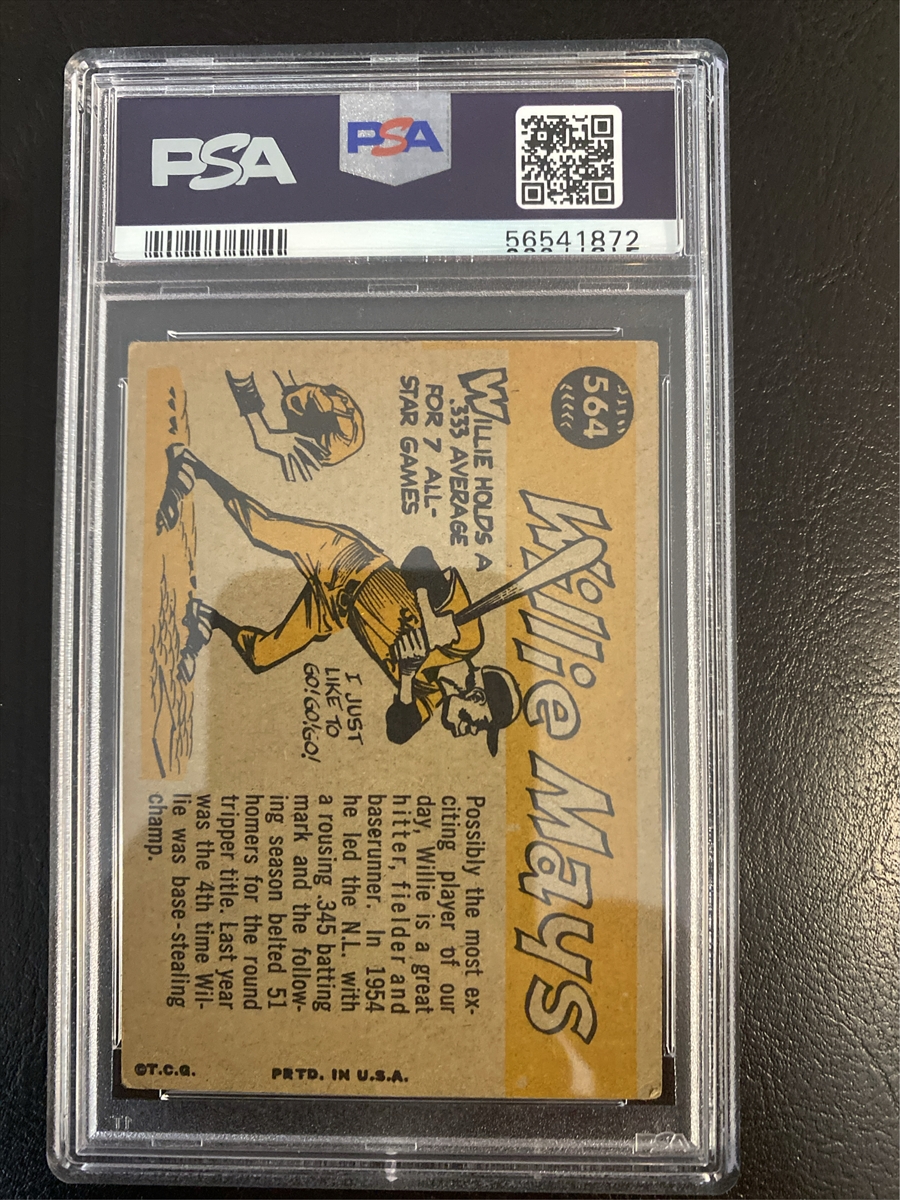 PSA
PSA
56541872
564
Willie Mays
WILLIE HOLDS A
.333 AVERAGE
FOR 7 ALL-
STAR GAMES
I JUST
LIKE TO
GO! GO! GO!
Possibly the most ex-
citing player of our
day, Willie is a great
hitter, fielder and
baserunner. In 1954
he led the N.L. with
a rousing .345 batting
mark and the follow-
ing season belted 51
homers for the round
tripper title. Last year
was the 4th time Wil-
lie was base-stealing
champ.
©T.C.G.
PRTD. IN U.S.A.
PSA